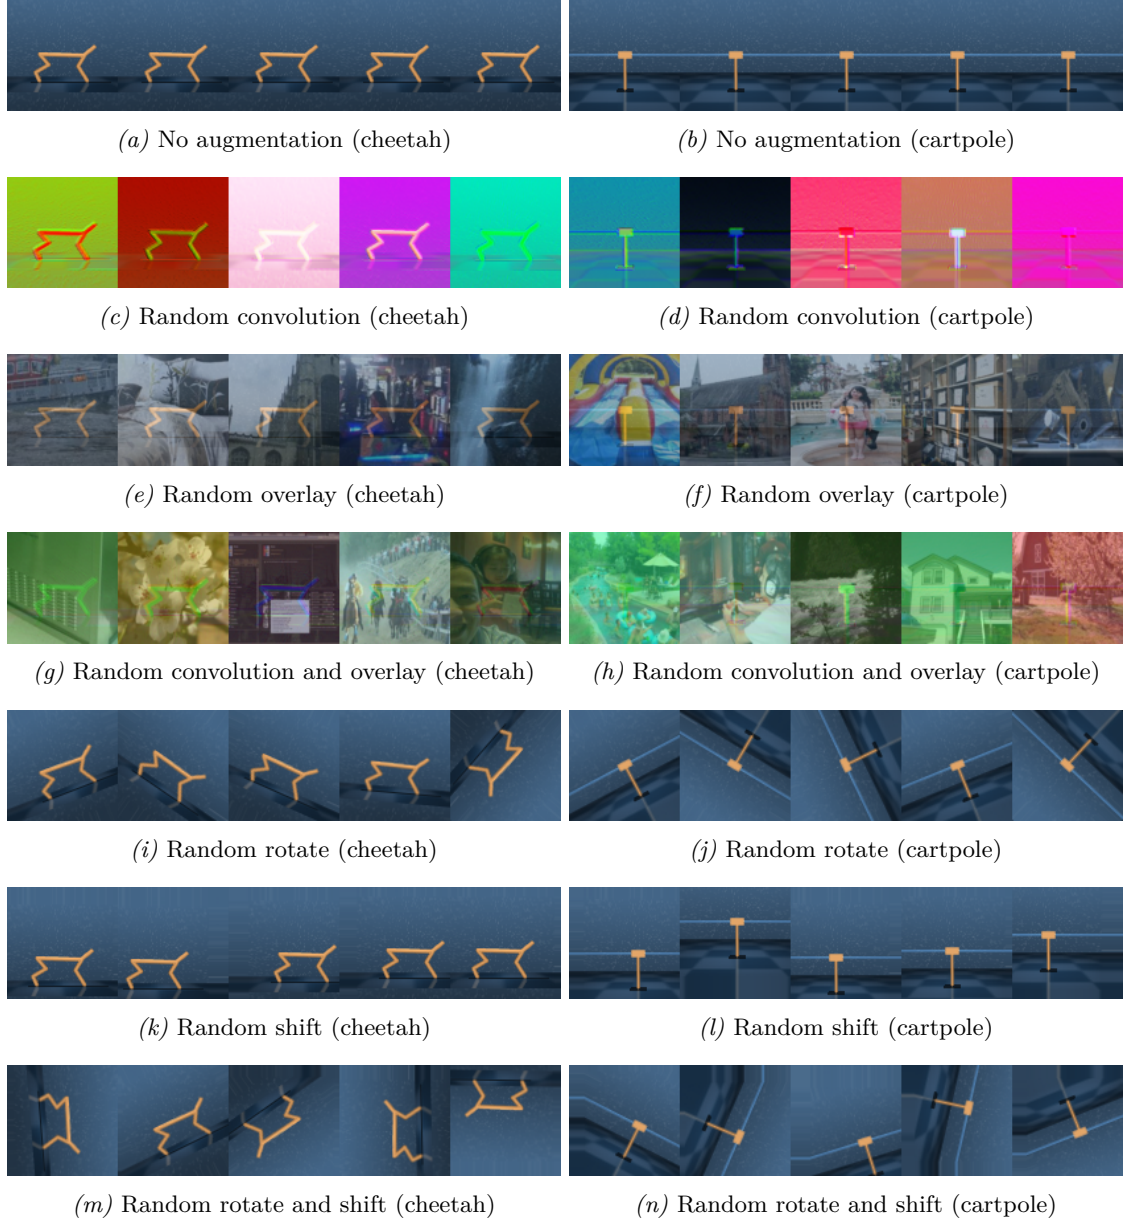 (a) No augmentation (cheetah)
(b) No augmentation (cartpole)
(c) Random convolution (cheetah)
(d) Random convolution (cartpole)
(e) Random overlay (cheetah)
(f) Random overlay (cartpole)
(g) Random convolution and overlay (cheetah)
(h) Random convolution and overlay (cartpole)
(i) Random rotate (cheetah)
(j) Random rotate (cartpole)
(k) Random shift (cheetah)
(l) Random shift (cartpole)
(m) Random rotate and shift (cheetah)
(n) Random rotate and shift (cartpole)